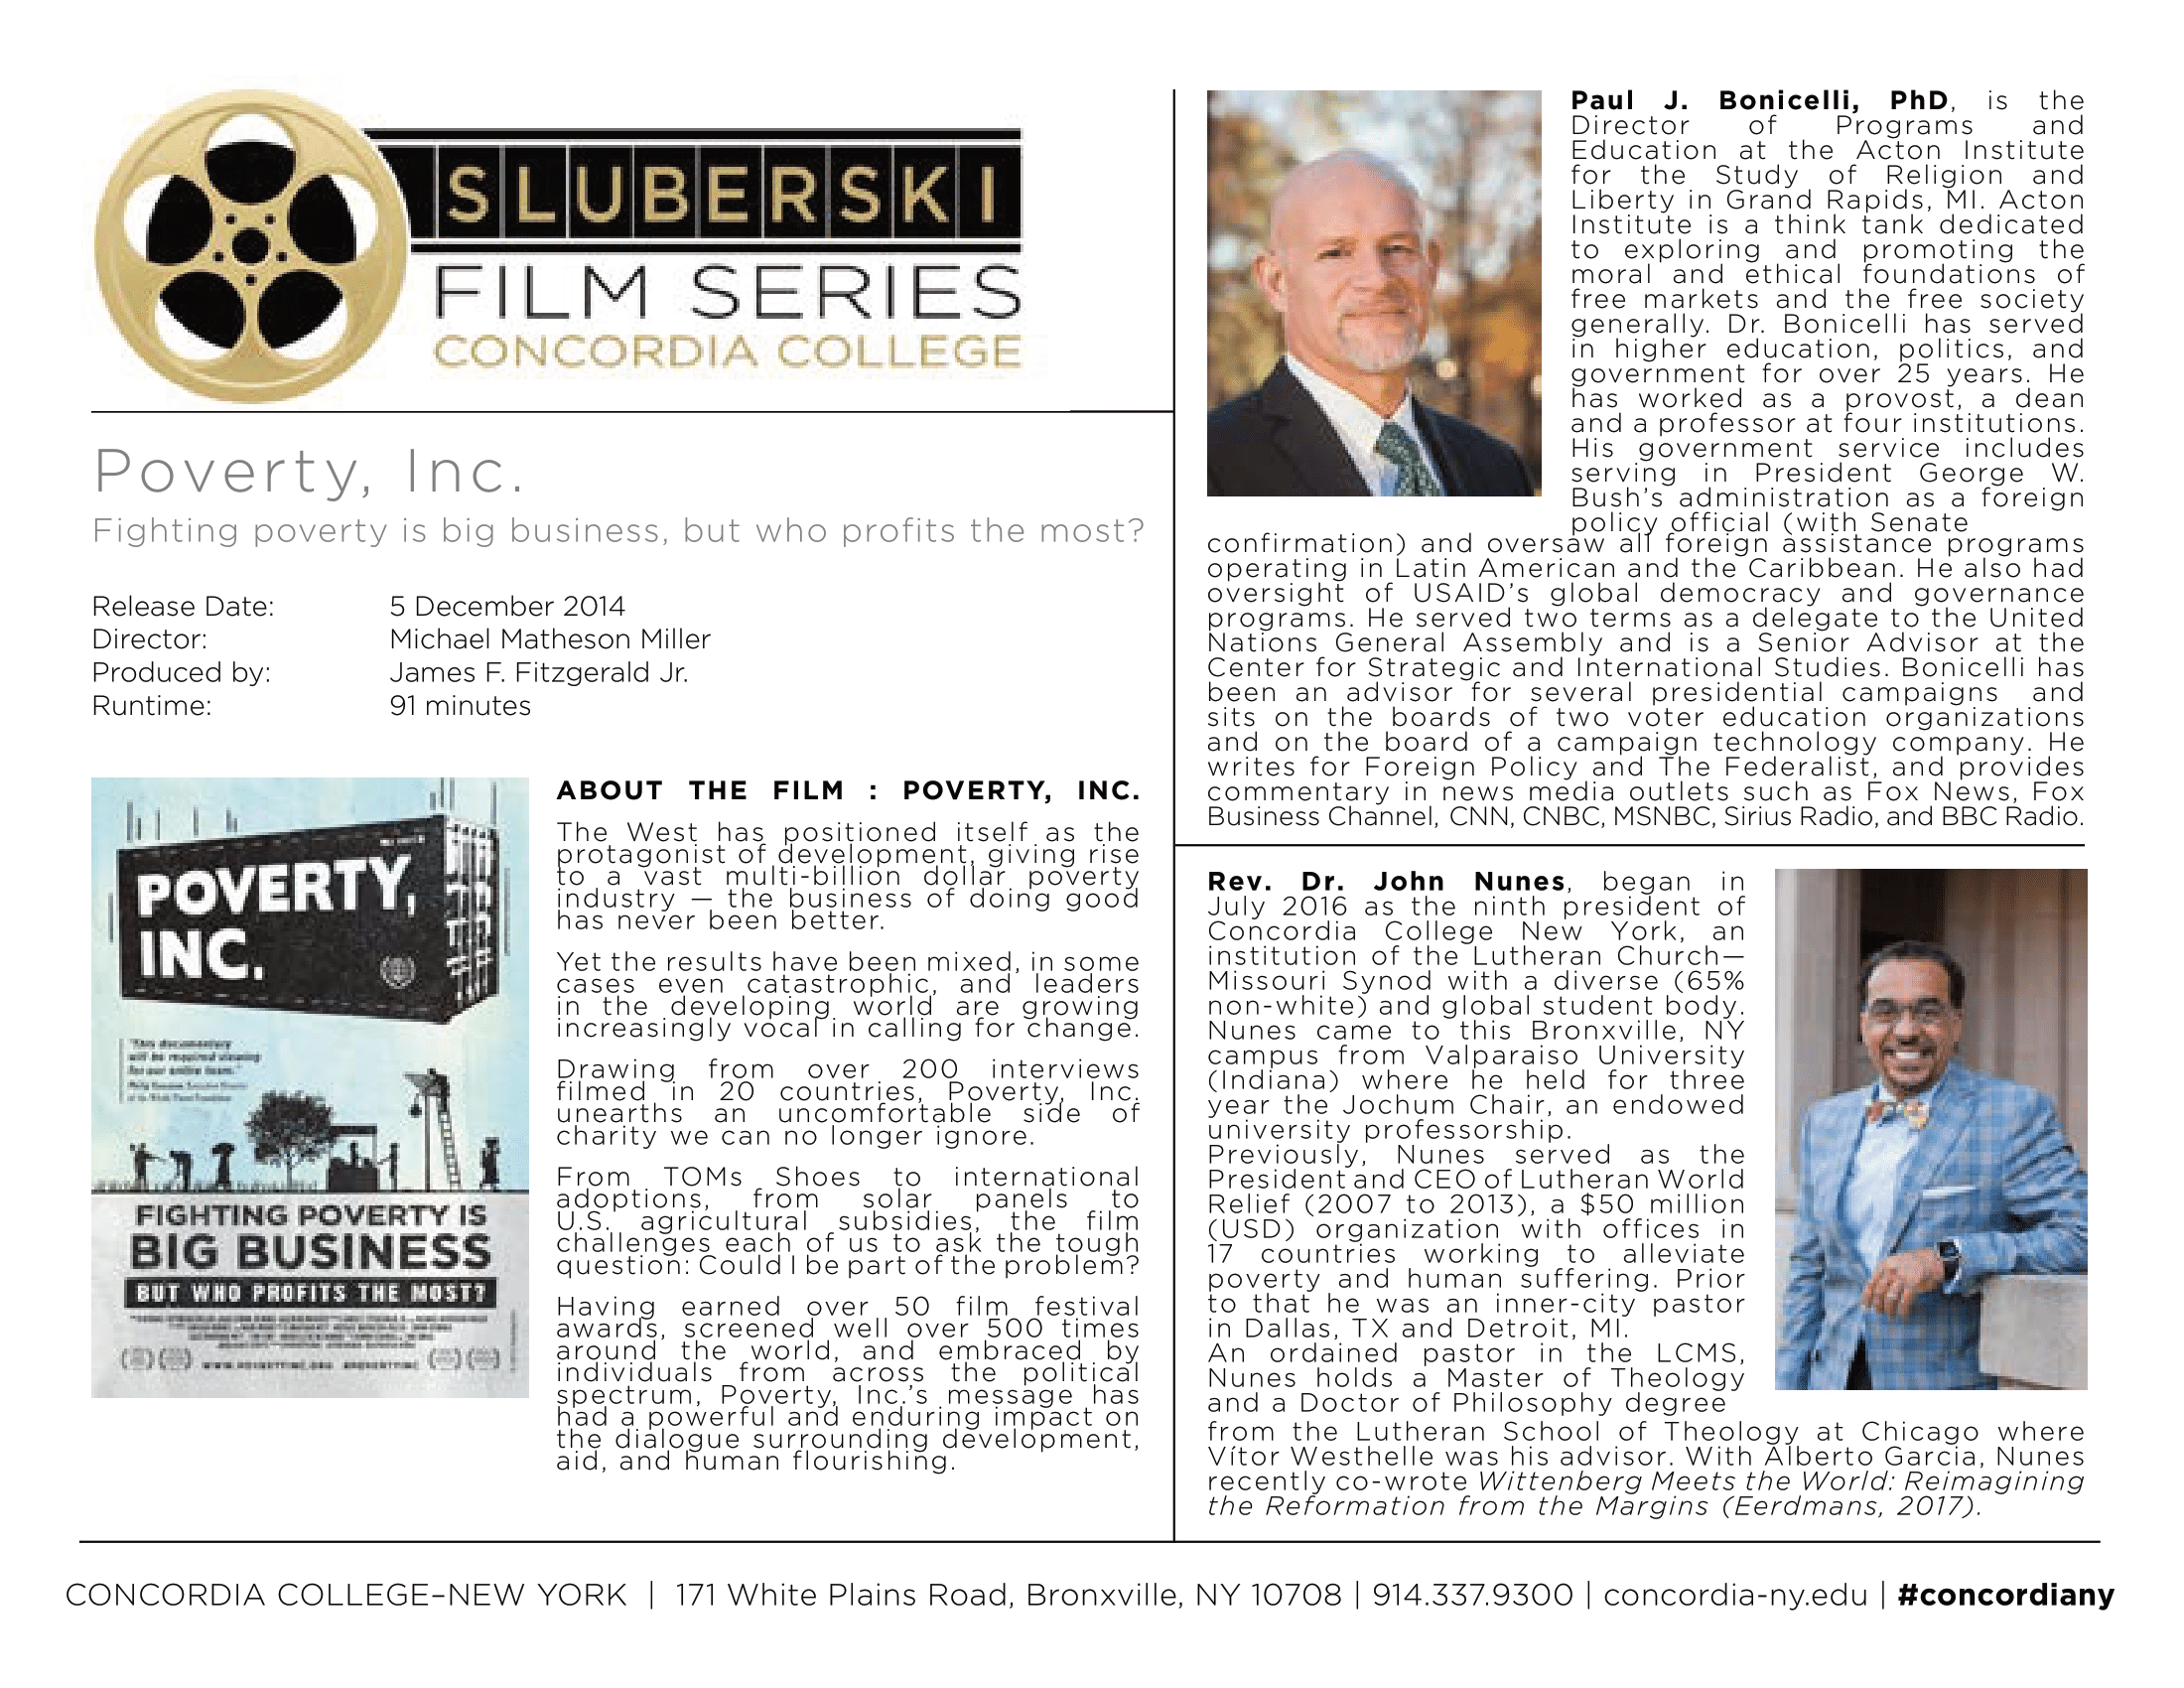 SLUBERSKI
FILM SERIES
CONCORDIA COLLEGE
Poverty, Inc.
Fighting poverty is big business, but who profits the most?
Release Date: 5 December 2014
Director: Michael Matheson Miller
Produced by: James F. Fitzgerald Jr.
Runtime: 91 minutes
POVERTY,
INC.
"This documentary
will be required viewing
for our entire team."
FIGHTING POVERTY IS
BIG BUSINESS
BUT WHO PROFITS THE MOST?
WWW.POVERTYINC.ORG #POVERTYINC
ABOUT THE FILM : POVERTY, INC.
The West has positioned itself as the
protagonist of development, giving rise
to a vast multi-billion dollar poverty
industry — the business of doing good
has never been better.
Yet the results have been mixed, in some
cases even catastrophic, and leaders
in the developing world are growing
increasingly vocal in calling for change.
Drawing from over 200 interviews
filmed in 20 countries, Poverty, Inc.
unearths an uncomfortable side of
charity we can no longer ignore.
From TOMs Shoes to international
adoptions, from solar panels to
U.S. agricultural subsidies, the film
challenges each of us to ask the tough
question: Could I be part of the problem?
Having earned over 50 film festival
awards, screened well over 500 times
around the world, and embraced by
individuals from across the political
spectrum, Poverty, Inc.'s message has
had a powerful and enduring impact on
the dialogue surrounding development,
aid, and human flourishing.
Paul J. Bonicelli, PhD, is the
Director of Programs and
Education at the Acton Institute
for the Study of Religion and
Liberty in Grand Rapids, MI. Acton
Institute is a think tank dedicated
to exploring and promoting the
moral and ethical foundations of
free markets and the free society
generally. Dr. Bonicelli has served
in higher education, politics, and
government for over 25 years. He
has worked as a provost, a dean
and a professor at four institutions.
His government service includes
serving in President George W.
Bush's administration as a foreign
policy official (with Senate
confirmation) and oversaw all foreign assistance programs
operating in Latin American and the Caribbean. He also had
oversight of USAID's global democracy and governance
programs. He served two terms as a delegate to the United
Nations General Assembly and is a Senior Advisor at the
Center for Strategic and International Studies. Bonicelli has
been an advisor for several presidential campaigns and
sits on the boards of two voter education organizations
and on the board of a campaign technology company. He
writes for Foreign Policy and The Federalist, and provides
commentary in news media outlets such as Fox News, Fox
Business Channel, CNN, CNBC, MSNBC, Sirius Radio, and BBC Radio.
Rev. Dr. John Nunes, began in
July 2016 as the ninth president of
Concordia College New York, an
institution of the Lutheran Church—
Missouri Synod with a diverse (65%
non-white) and global student body.
Nunes came to this Bronxville, NY
campus from Valparaiso University
(Indiana) where he held for three
year the Jochum Chair, an endowed
university professorship.
Previously, Nunes served as the
President and CEO of Lutheran World
Relief (2007 to 2013), a $50 million
(USD) organization with offices in
17 countries working to alleviate
poverty and human suffering. Prior
to that he was an inner-city pastor
in Dallas, TX and Detroit, MI.
An ordained pastor in the LCMS,
Nunes holds a Master of Theology
and a Doctor of Philosophy degree
from the Lutheran School of Theology at Chicago where
Vítor Westhelle was his advisor. With Alberto Garcia, Nunes
recently co-wrote Wittenberg Meets the World: Reimagining
the Reformation from the Margins (Eerdmans, 2017).
CONCORDIA COLLEGE–NEW YORK | 171 White Plains Road, Bronxville, NY 10708 | 914.337.9300 | concordia-ny.edu | #concordiany